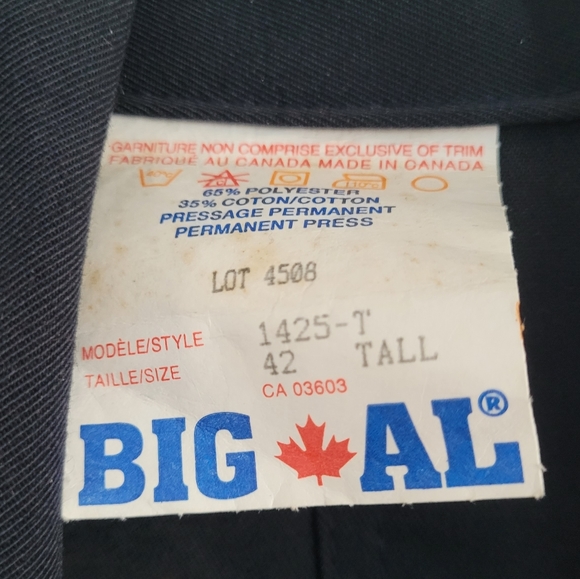 GARNITURE NON COMPRISE EXCLUSIVE OF TRIM
FABRIQUÉ AU CANADA MADE IN CANADA
65% POLYESTER
35% COTON/COTTON
PRESSAGE PERMANENT
PERMANENT PRESS
LOT 4508
MODÈLE/STYLE 1425-T
TAILLE/SIZE 42 TALL
CA 03603
BIG AL®